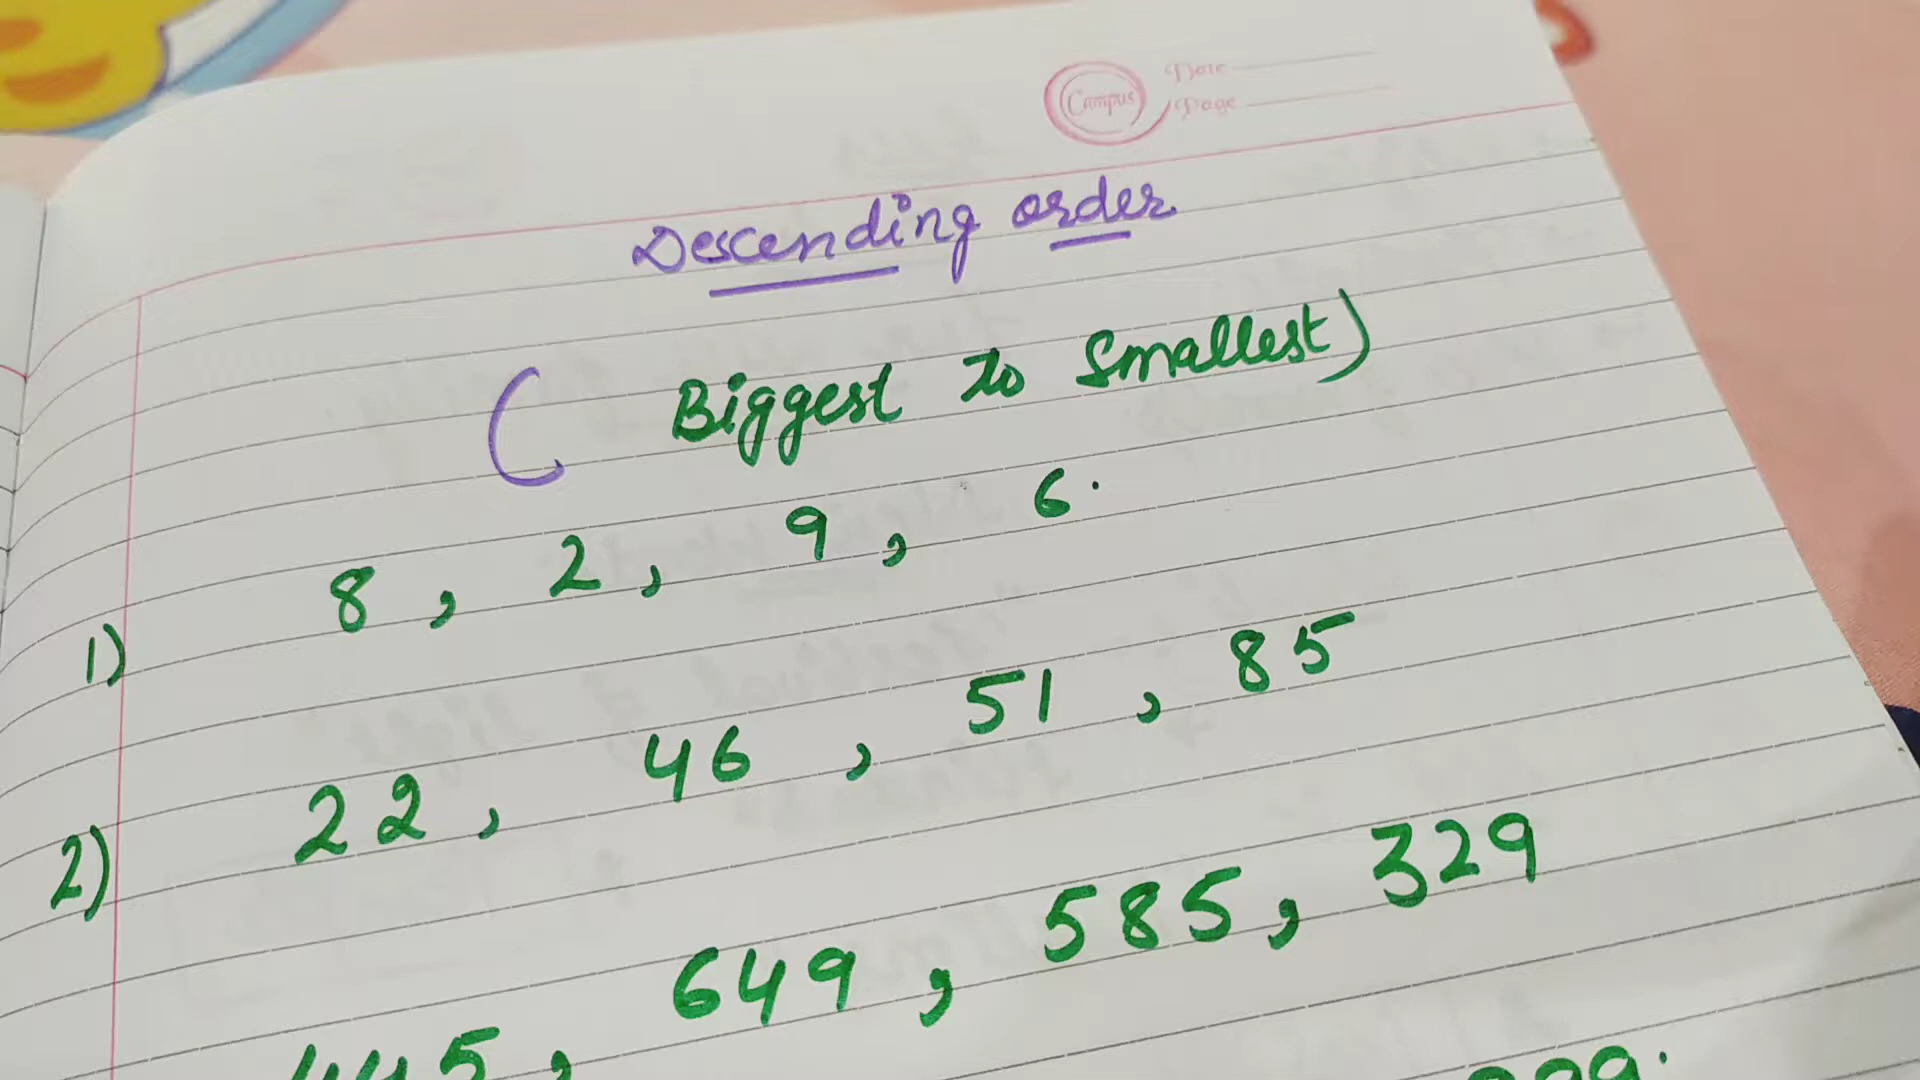 Campus
Date
Page
Descending order
( Biggest to Smallest)
1) 8 , 2 , 9 , 6 .
2) 22 , 46 , 51 , 85
445 , 649 , 585 , 329